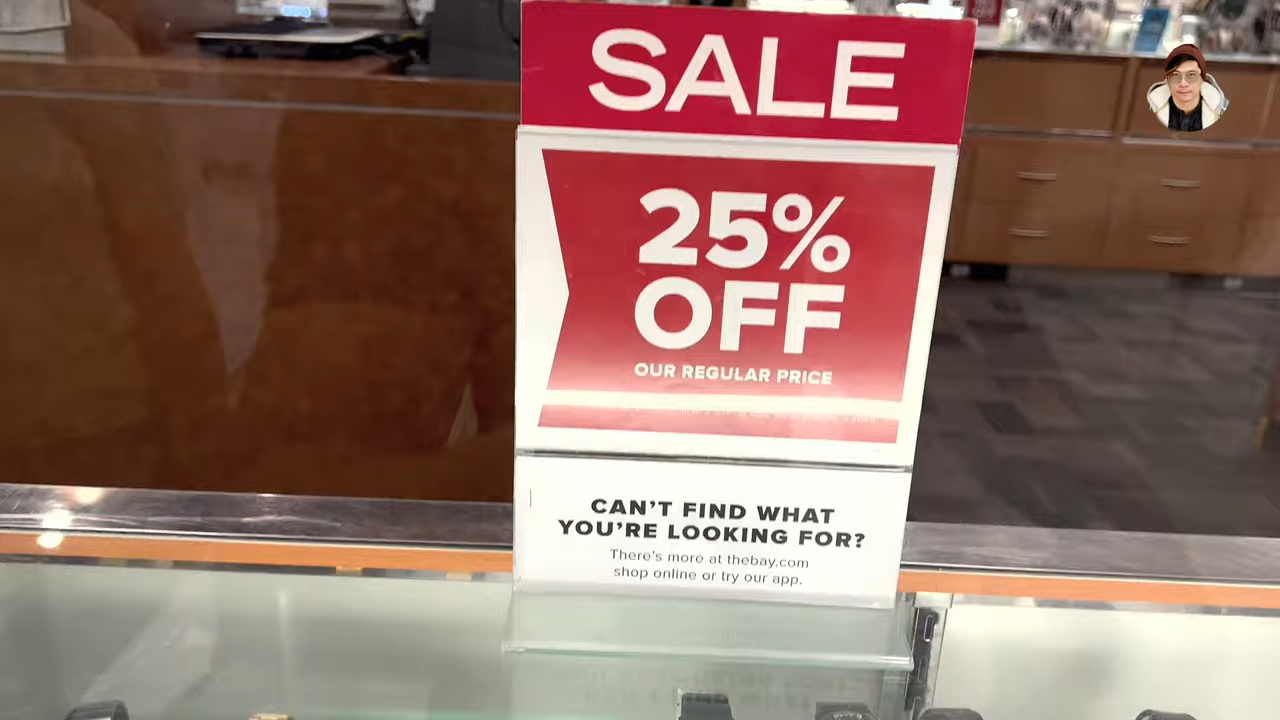 SALE
25%
OFF
OUR REGULAR PRICE
CAN'T FIND WHAT
YOU'RE LOOKING FOR?
There's more at thebay.com
shop online or try our app.